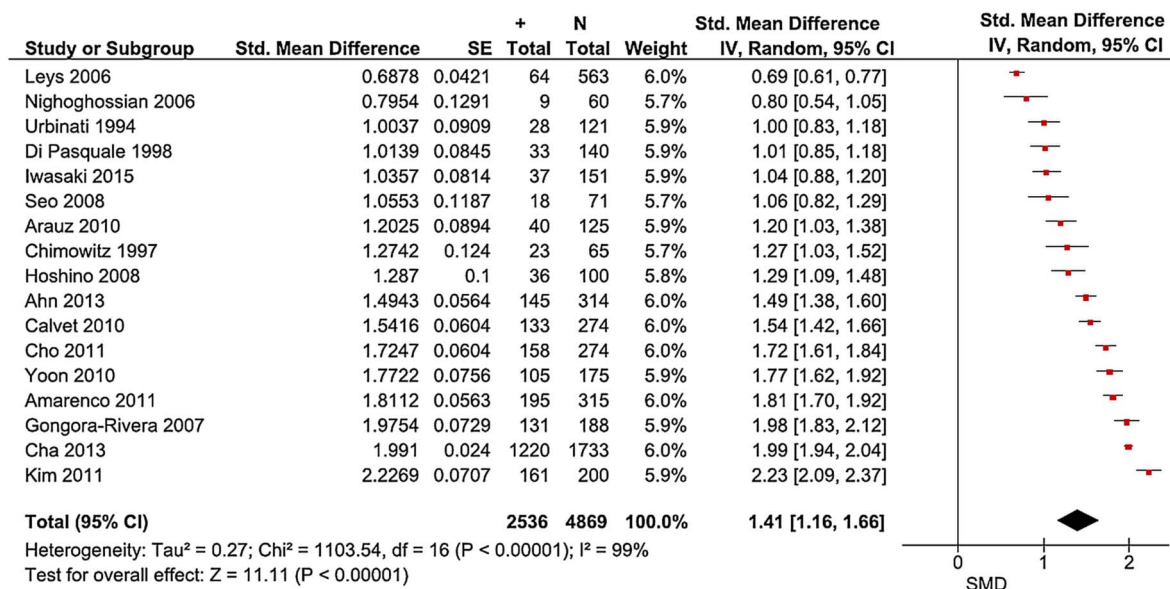 + N Std. Mean Difference Std. Mean Difference
Study or Subgroup Std. Mean Difference SE Total Total Weight IV, Random, 95% CI IV, Random, 95% CI
Leys 2006 0.6878 0.0421 64 563 6.0% 0.69 [0.61, 0.77]
Nighoghossian 2006 0.7954 0.1291 9 60 5.7% 0.80 [0.54, 1.05]
Urbinati 1994 1.0037 0.0909 28 121 5.9% 1.00 [0.83, 1.18]
Di Pasquale 1998 1.0139 0.0845 33 140 5.9% 1.01 [0.85, 1.18]
Iwasaki 2015 1.0357 0.0814 37 151 5.9% 1.04 [0.88, 1.20]
Seo 2008 1.0553 0.1187 18 71 5.7% 1.06 [0.82, 1.29]
Arauz 2010 1.2025 0.0894 40 125 5.9% 1.20 [1.03, 1.38]
Chimowitz 1997 1.2742 0.124 23 65 5.7% 1.27 [1.03, 1.52]
Hoshino 2008 1.287 0.1 36 100 5.8% 1.29 [1.09, 1.48]
Ahn 2013 1.4943 0.0564 145 314 6.0% 1.49 [1.38, 1.60]
Calvet 2010 1.5416 0.0604 133 274 6.0% 1.54 [1.42, 1.66]
Cho 2011 1.7247 0.0604 158 274 6.0% 1.72 [1.61, 1.84]
Yoon 2010 1.7722 0.0756 105 175 5.9% 1.77 [1.62, 1.92]
Amarenco 2011 1.8112 0.0563 195 315 6.0% 1.81 [1.70, 1.92]
Gongora-Rivera 2007 1.9754 0.0729 131 188 5.9% 1.98 [1.83, 2.12]
Cha 2013 1.991 0.024 1220 1733 6.0% 1.99 [1.94, 2.04]
Kim 2011 2.2269 0.0707 161 200 5.9% 2.23 [2.09, 2.37]
Total (95% CI) 2536 4869 100.0% 1.41 [1.16, 1.66]
Heterogeneity: Tau² = 0.27; Chi² = 1103.54, df = 16 (P < 0.00001); I² = 99%
Test for overall effect: Z = 11.11 (P < 0.00001)
0 1 2
SMD